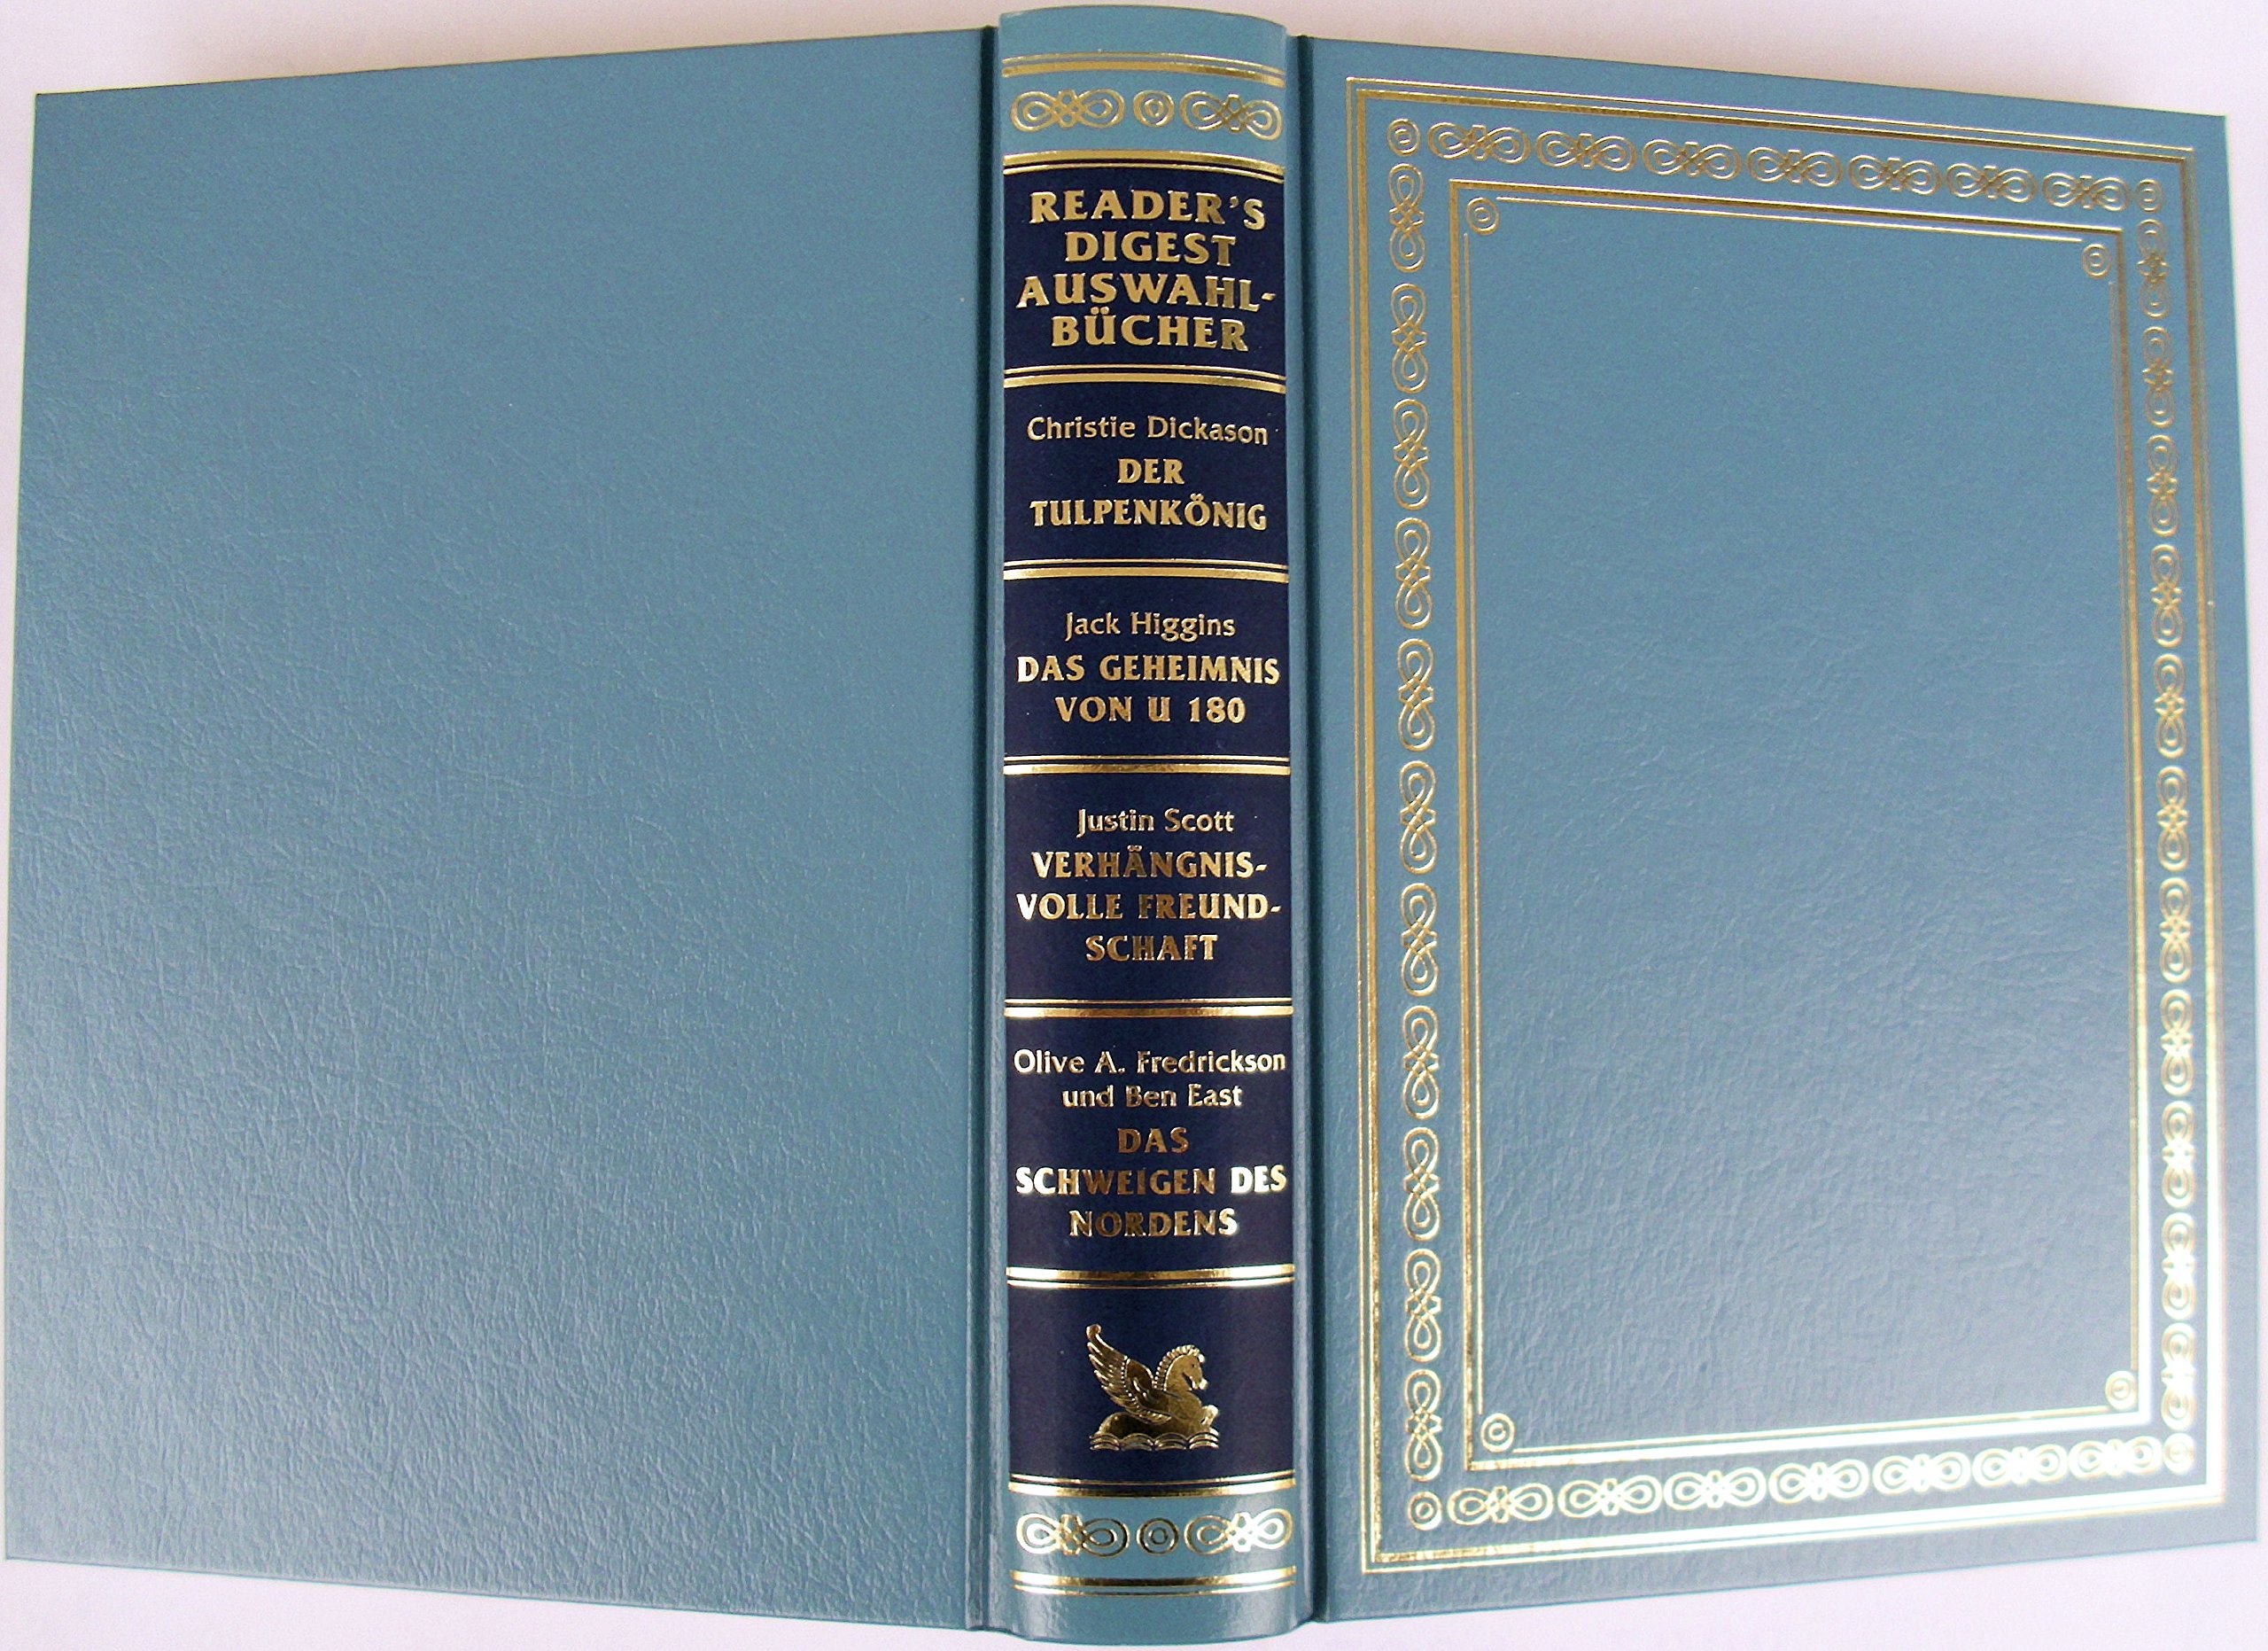 READER'S
DIGEST
AUSWAHL-
BÜCHER
Christie Dickason
DER
TULPENKÖNIG
Jack Higgins
DAS GEHEIMNIS
VON U 180
Justin Scott
VERHÄNGNIS-
VOLLE FREUND-
SCHAFT
Olive A. Fredrickson
und Ben East
DAS
SCHWEIGEN DES
NORDENS